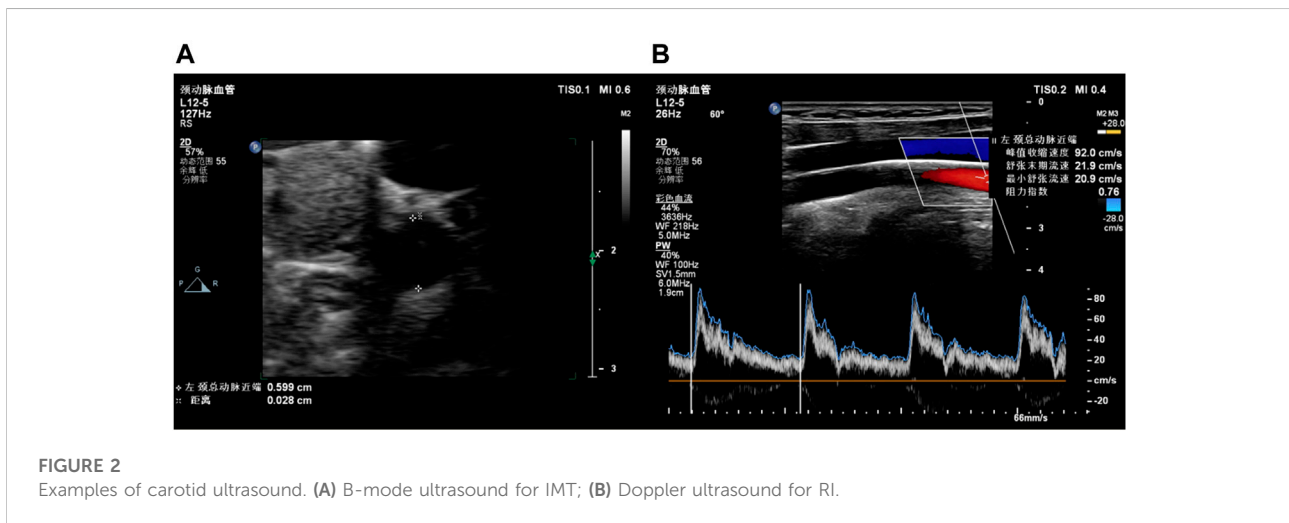 A
颈动脉血管
L12-5
127Hz
RS
TIS0.1 MI 0.6
M2
P
2D
57%
动态范围 55
余辉 低
分辨率
G
P R
X
2
3
左 颈总动脉近端 0.599 cm
距离 0.028 cm
B
颈动脉血管
L12-5
26Hz 60°
TIS0.2 MI 0.4
M2 M3
+28.0
P
2D
70%
动态范围 56
余辉 低
分辨率
彩色血流
44%
3636Hz
WF 218Hz
5.0MHz
PW
40%
WF 100Hz
SV1.5mm
6.0MHz
1.9cm
左 颈总动脉近端
峰值收缩速度 92.0 cm/s
舒张末期流速 21.9 cm/s
最小舒张流速 20.9 cm/s
阻力指数 0.76
-28.0
cm/s
0
3
4
80
60
40
20
cm/s
-20
66mm/s
FIGURE 2
Examples of carotid ultrasound. (A) B-mode ultrasound for IMT; (B) Doppler ultrasound for RI.